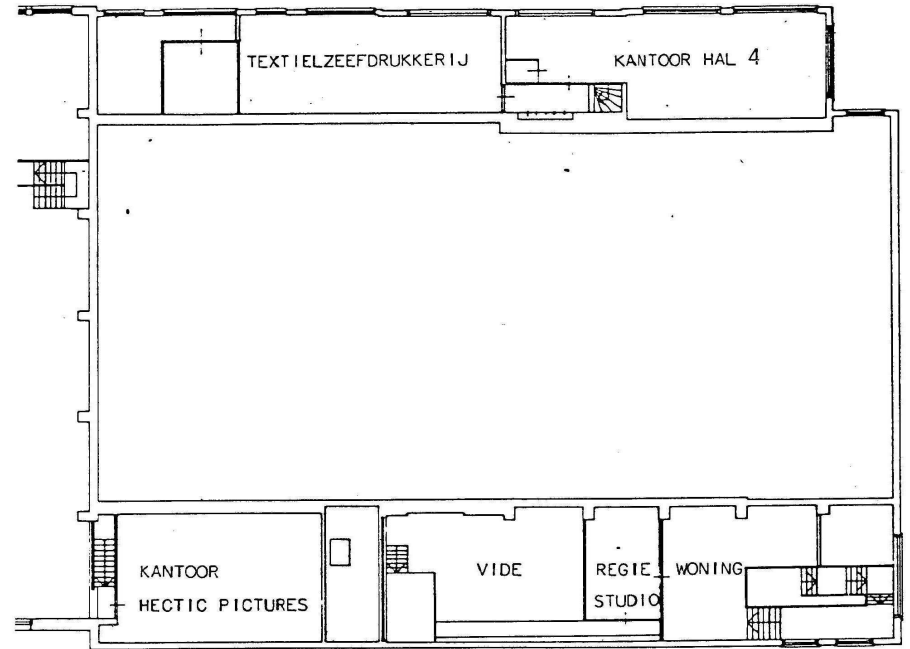 TEXTIELZEEFDRUKKERIJ
KANTOOR HAL 4
KANTOOR
HECTIC PICTURES
VIDE
REGIE
STUDIO
WONING